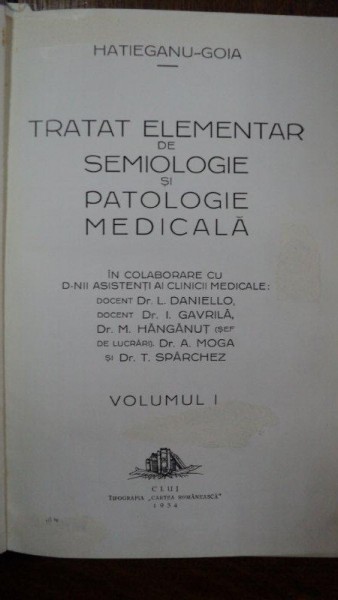 HATIEGANU-GOIA
TRATAT ELEMENTAR
DE
SEMIOLOGIE
ȘI
PATOLOGIE
MEDICALĂ
ÎN COLABORARE CU
D-NII ASISTENȚI AI CLINICII MEDICALE:
DOCENT Dr. L. DANIELLO,
DOCENT Dr. I. GAVRILĂ,
Dr. M. HÂNGĂNUȚ (ȘEF
DE LUCRĂRI), Dr. A. MOGA
ȘI Dr. T. SPÂRCHEZ
VOLUMUL I
CLUJ
TIPOGRAFIA „CARTEA ROMÂNEASCĂ"
1934